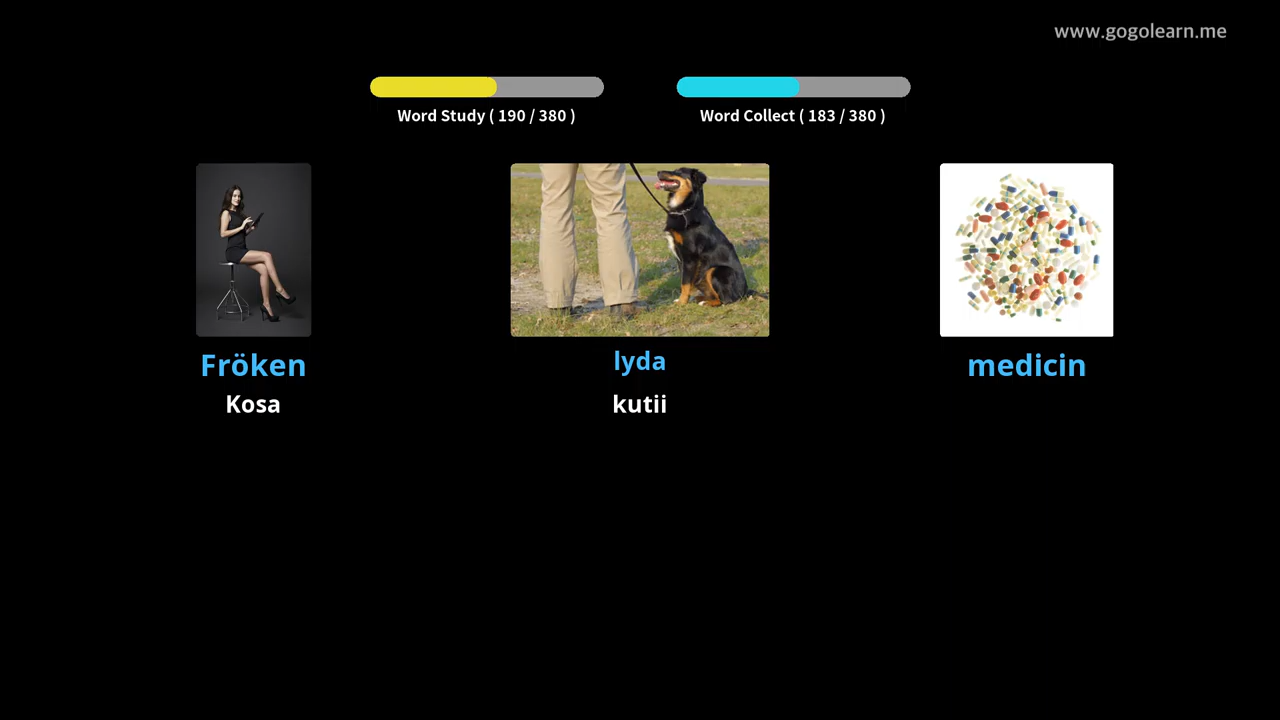 www.gogolearn.me
Word Study ( 190 / 380 )
Word Collect ( 183 / 380 )
Fröken
lyda
medicin
Kosa
kutii